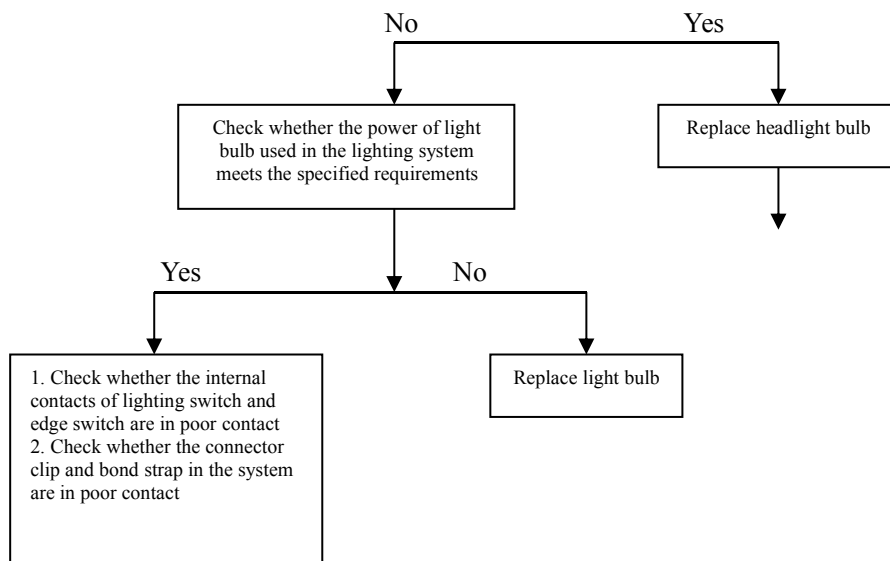 No
Yes
Check whether the power of light
bulb used in the lighting system
meets the specified requirements
Replace headlight bulb
Yes
No
1. Check whether the internal
contacts of lighting switch and
edge switch are in poor contact
2. Check whether the connector
clip and bond strap in the system
are in poor contact
Replace light bulb